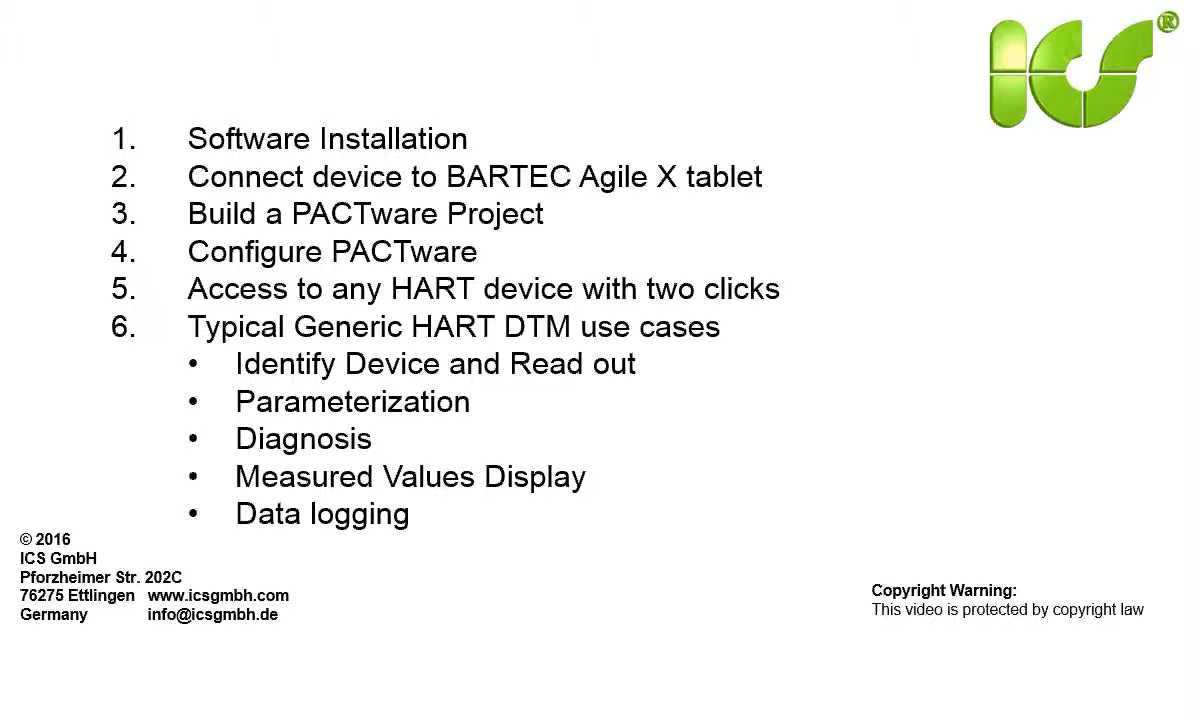 ICS®
1. Software Installation
2. Connect device to BARTEC Agile X tablet
3. Build a PACTware Project
4. Configure PACTware
5. Access to any HART device with two clicks
6. Typical Generic HART DTM use cases
• Identify Device and Read out
• Parameterization
• Diagnosis
• Measured Values Display
• Data logging
© 2016
ICS GmbH
Pforzheimer Str. 202C
76275 Ettlingen www.icsgmbh.com
Germany info@icsgmbh.de
Copyright Warning:
This video is protected by copyright law